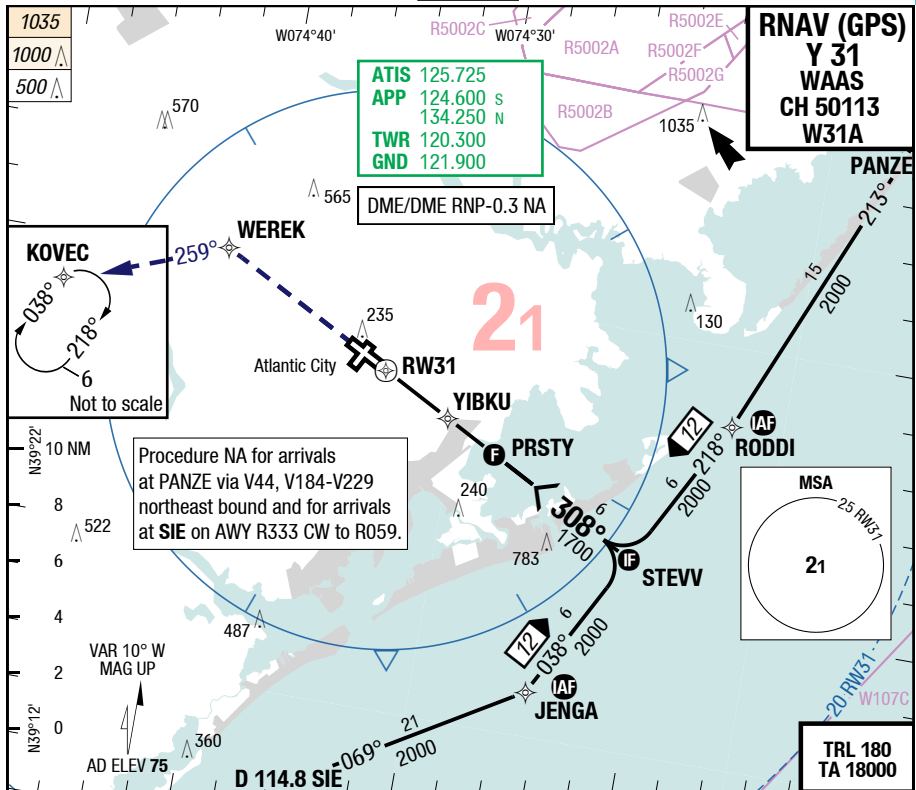 1035
1000
500
W074°40'
W074°30'
R5002C
R5002A
R5002E
R5002F
R5002G
R5002B
RNAV (GPS)
Y 31
WAAS
CH 50113
W31A
ATIS 125.725
APP 124.600 S
134.250 N
TWR 120.300
GND 121.900
DME/DME RNP-0.3 NA
570
565
1035
PANZE
213°
15
2000
WEREK
259°
KOVEC
038°
218°
6
Not to scale
21
235
130
Atlantic City
RW31
YIBKU
12
IAF
RODDI
218°
6
2000
N39°22'
10 NM
8
6
4
2
0
N39°12'
F PRSTY
Procedure NA for arrivals
at PANZE via V44, V184-V229
northeast bound and for arrivals
at SIE on AWY R333 CW to R059.
240
522
783
308°
6
1700
IF
STEVV
MSA
25 RW31
21
487
12
038°
6
2000
VAR 10° W
MAG UP
IAF
JENGA
20 RW31
W107C
360
AD ELEV 75
069°
21
2000
D 114.8 SIE
TRL 180
TA 18000